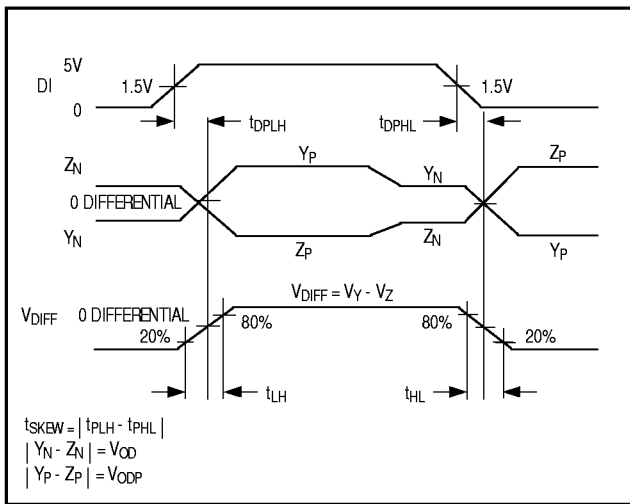 5V
DI
1.5V
1.5V
0
tDPLH
tDPHL
ZN
YP
YN
ZP
0 DIFFERENTIAL
YN
ZP
ZN
YP
VDIFF = VY - VZ
VDIFF 0 DIFFERENTIAL
80%
80%
20%
20%
tLH
tHL
tSKEW = | tPLH - tPHL |
| YN - ZN | = VOD
| YP - ZP | = VODP